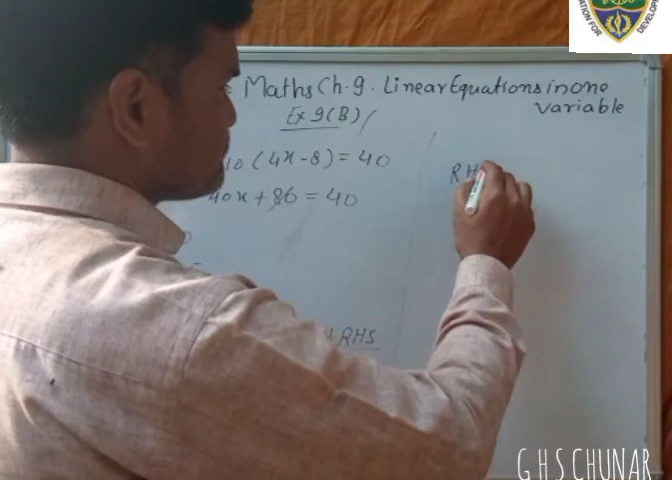 Maths Ch.9. Linear Equations in one
variable
Ex 9(B)
10 (4x-8) = 40
RH
40x + 86 = 40
RHS
G H S CHUNAR